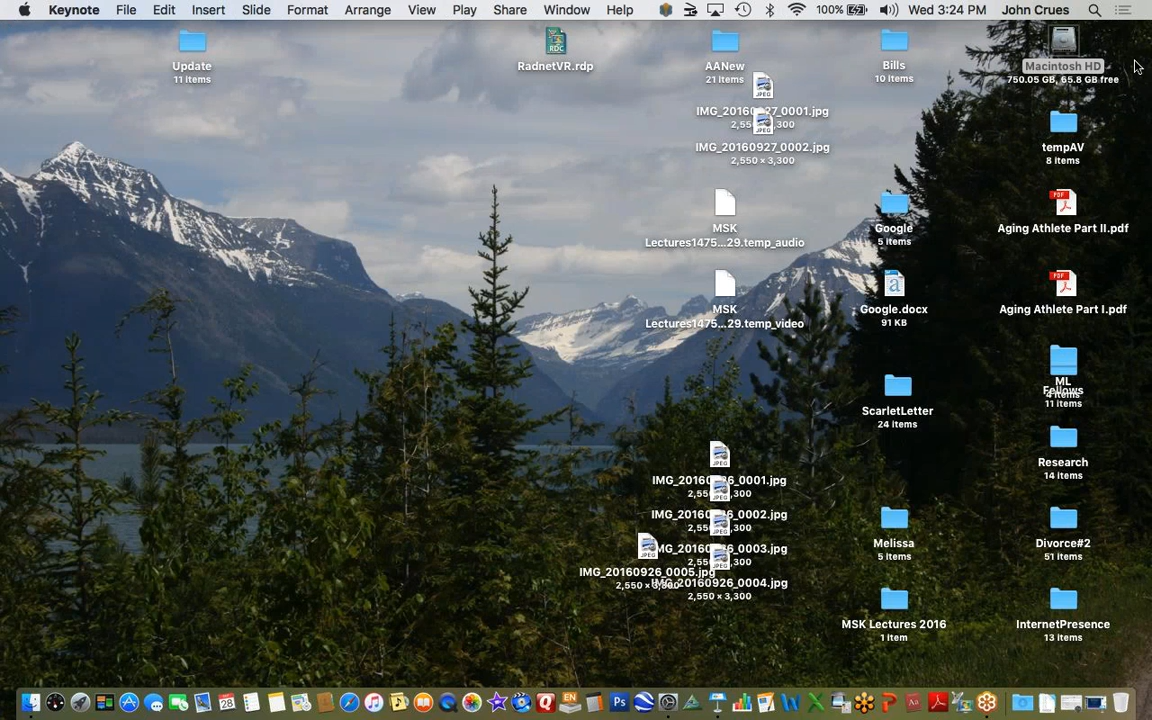 Keynote File Edit Insert Slide Format Arrange View Play Share Window Help 100% Wed 3:24 PM John Crues
Update
11 items
RadnetVR.rdp
AANew
21 items
Bills
10 items
Macintosh HD
750.05 GB, 65.8 GB free
IMG_20160927_0001.jpg
IMG_20160927_0002.jpg
2,550 × 3,300
tempAV
8 items
MSK
Lectures1475...29.temp_audio
Google
5 items
Aging Athlete Part II.pdf
MSK
Lectures1475...29.temp_video
Google.docx
91 KB
Aging Athlete Part I.pdf
ML
Fellows
11 items
ScarletLetter
24 items
Research
14 items
IMG_20160926_0001.jpg
IMG_20160926_0002.jpg
IMG_20160926_0003.jpg
IMG_20160926_0005.jpg
IMG_20160926_0004.jpg
2,550 × 3,300
Melissa
5 items
Divorce#2
51 items
MSK Lectures 2016
1 item
InternetPresence
13 items